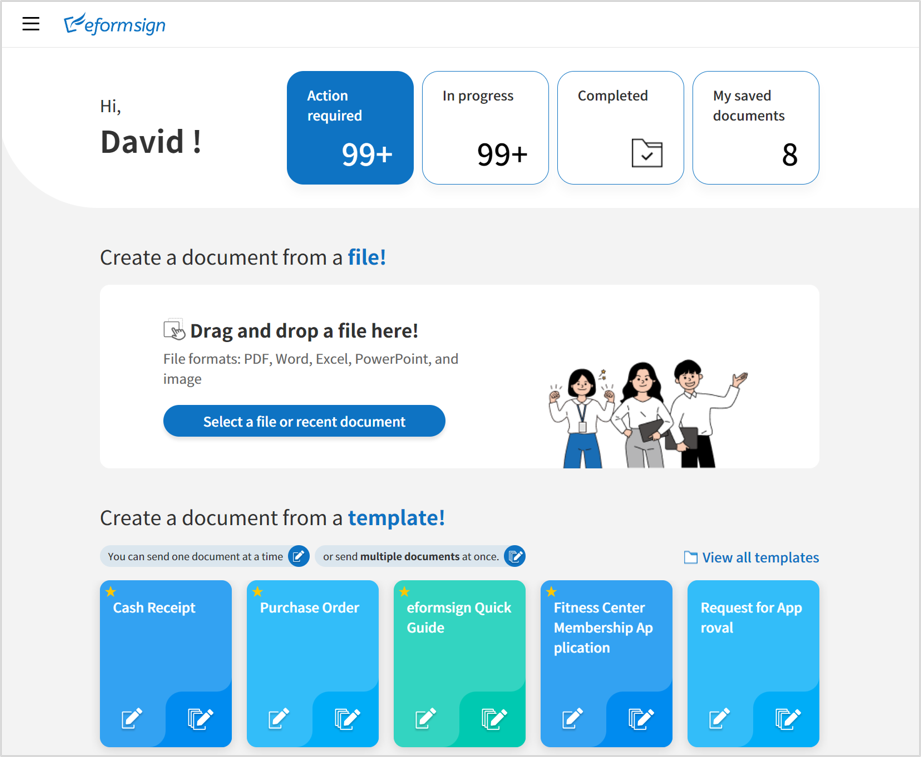 eformsign
Hi,
David !
Action
required
99+
In progress
99+
Completed
My saved
documents
8
Create a document from a file!
Drag and drop a file here!
File formats: PDF, Word, Excel, PowerPoint, and
image
Select a file or recent document
Create a document from a template!
You can send one document at a time
or send multiple documents at once.
View all templates
Cash Receipt
Purchase Order
eformsign Quick
Guide
Fitness Center
Membership Ap
plication
Request for App
roval